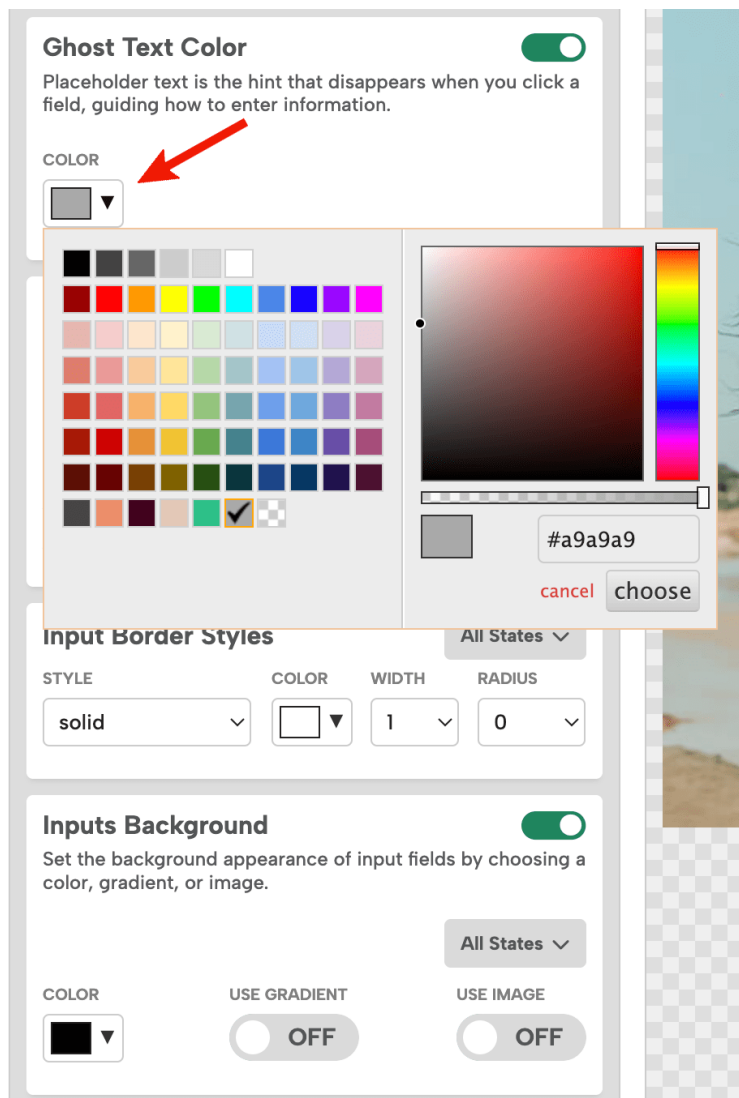 Ghost Text Color
Placeholder text is the hint that disappears when you click a
field, guiding how to enter information.
COLOR
#a9a9a9
cancel choose
Input Border Styles All States
STYLE COLOR WIDTH RADIUS
solid 1 0
Inputs Background
Set the background appearance of input fields by choosing a
color, gradient, or image.
All States
COLOR USE GRADIENT USE IMAGE
OFF OFF